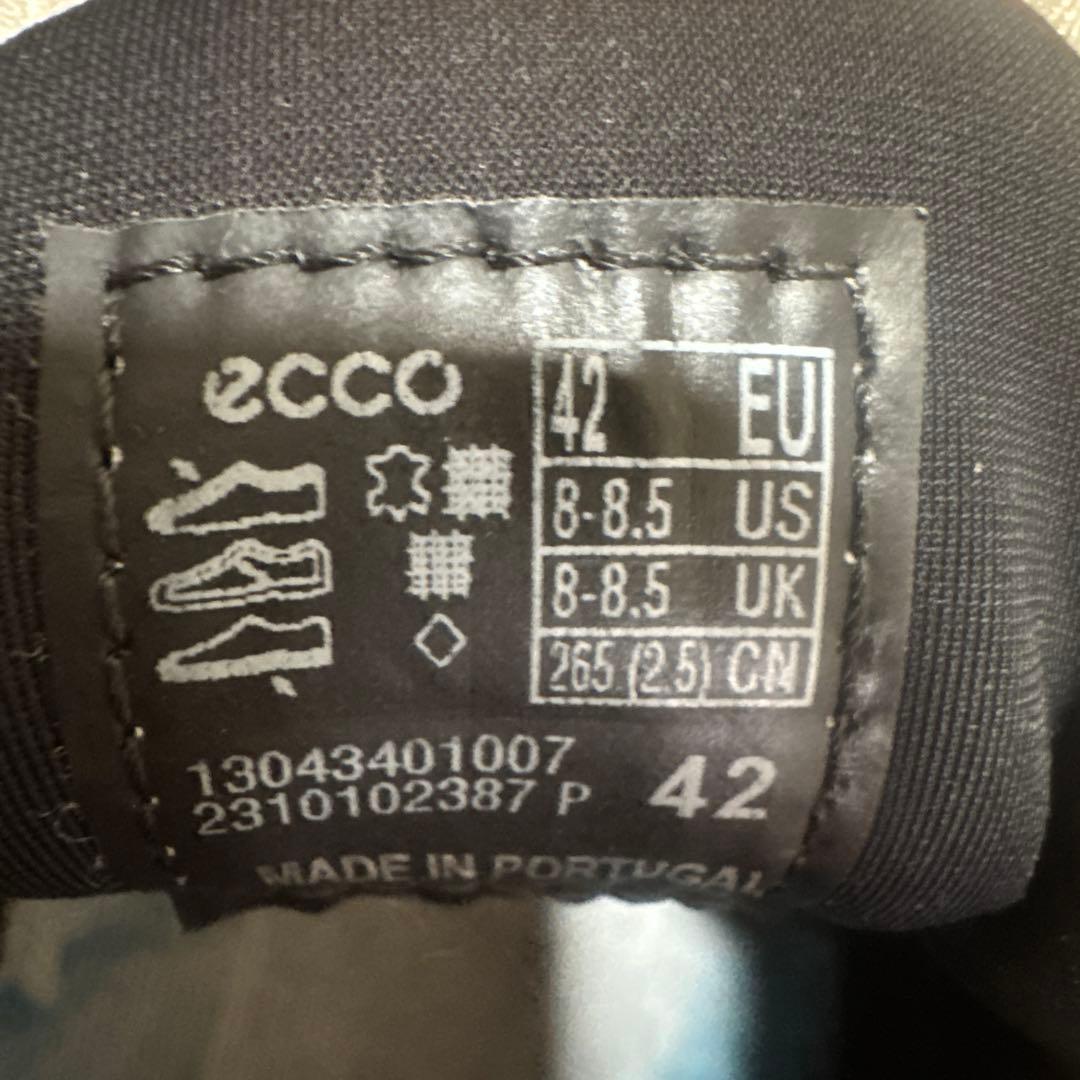 ecco
42 EU
8-8.5 US
8-8.5 UK
265 (2.5) CN
13043401007
2310102387 P
42
MADE IN PORTUGAL